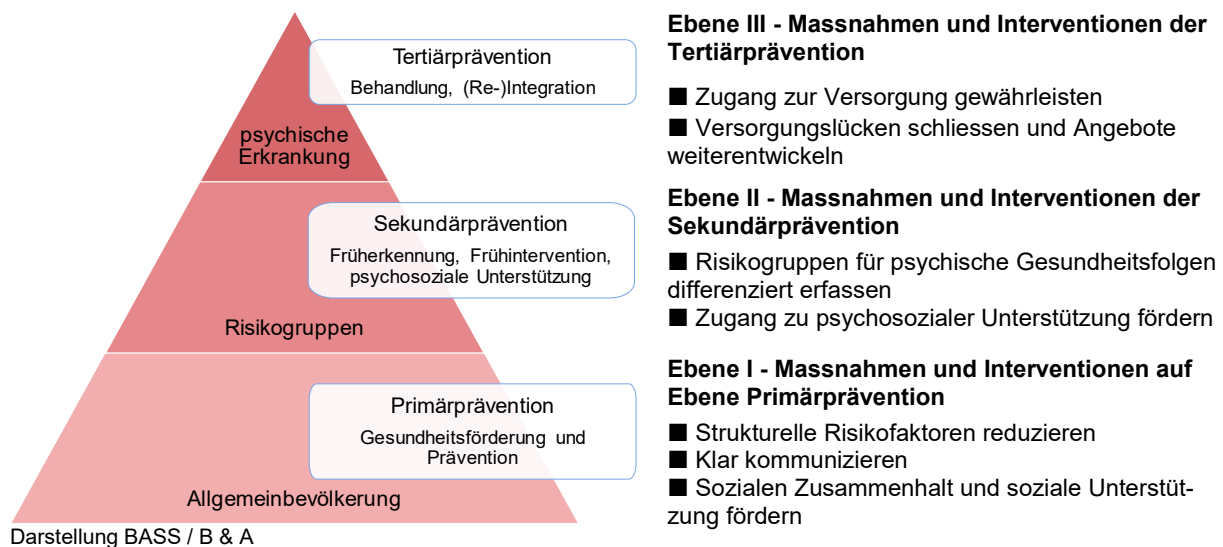 Tertiärprävention
Behandlung, (Re-)Integration
psychische
Erkrankung
Sekundärprävention
Früherkennung, Frühintervention,
psychosoziale Unterstützung
Risikogruppen
Primärprävention
Gesundheitsförderung und
Prävention
Allgemeinbevölkerung
Darstellung BASS / B & A
Ebene III - Massnahmen und Interventionen der
Tertiärprävention
■ Zugang zur Versorgung gewährleisten
■ Versorgungslücken schliessen und Angebote
weiterentwickeln
Ebene II - Massnahmen und Interventionen der
Sekundärprävention
■ Risikogruppen für psychische Gesundheitsfolgen
differenziert erfassen
■ Zugang zu psychosozialer Unterstützung fördern
Ebene I - Massnahmen und Interventionen auf
Ebene Primärprävention
■ Strukturelle Risikofaktoren reduzieren
■ Klar kommunizieren
■ Sozialen Zusammenhalt und soziale Unterstüt-
zung fördern